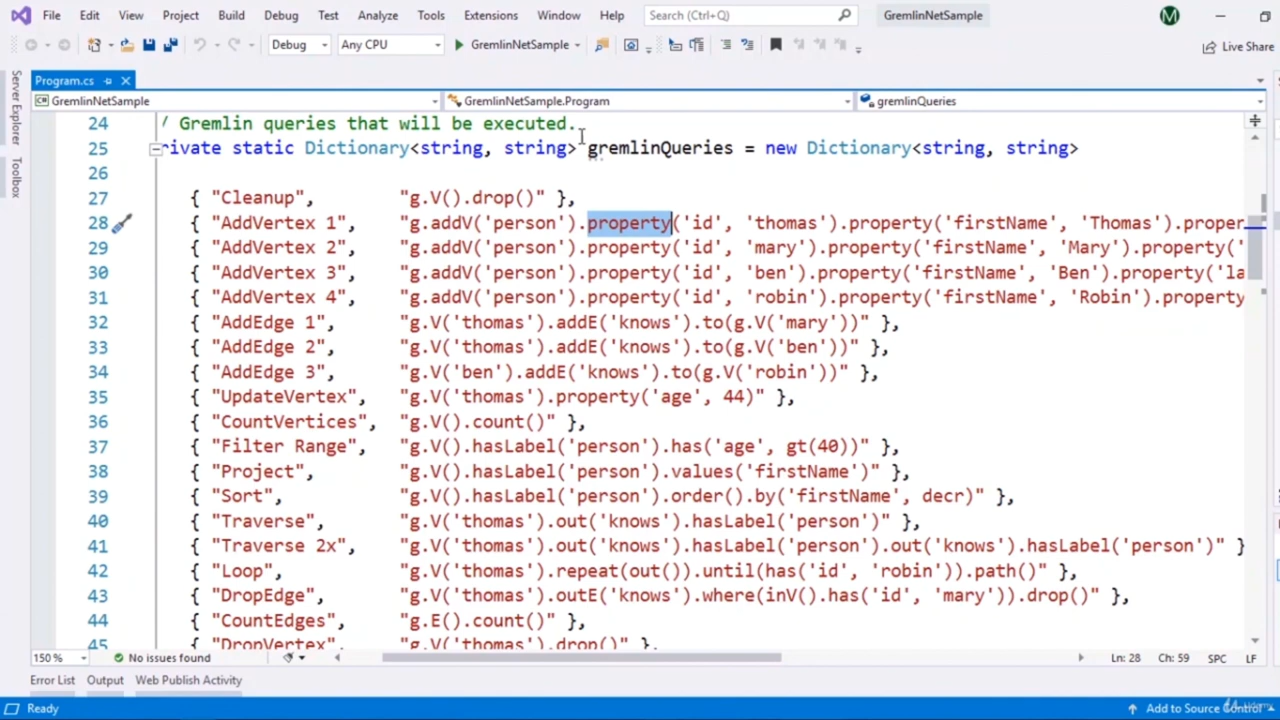 File Edit View Project Build Debug Test Analyze Tools Extensions Window Help Search (Ctrl+Q) GremlinNetSample M
Debug Any CPU GremlinNetSample Live Share
Server Explorer
Toolbox
Program.cs
GremlinNetSample GremlinNetSample.Program gremlinQueries
24 / Gremlin queries that will be executed.
25 rivate static Dictionary<string, string> gremlinQueries = new Dictionary<string, string>
26
27 { "Cleanup", "g.V().drop()" },
28 { "AddVertex 1", "g.addV('person').property('id', 'thomas').property('firstName', 'Thomas').proper
29 { "AddVertex 2", "g.addV('person').property('id', 'mary').property('firstName', 'Mary').property('
30 { "AddVertex 3", "g.addV('person').property('id', 'ben').property('firstName', 'Ben').property('la
31 { "AddVertex 4", "g.addV('person').property('id', 'robin').property('firstName', 'Robin').property
32 { "AddEdge 1", "g.V('thomas').addE('knows').to(g.V('mary'))" },
33 { "AddEdge 2", "g.V('thomas').addE('knows').to(g.V('ben'))" },
34 { "AddEdge 3", "g.V('ben').addE('knows').to(g.V('robin'))" },
35 { "UpdateVertex", "g.V('thomas').property('age', 44)" },
36 { "CountVertices", "g.V().count()" },
37 { "Filter Range", "g.V().hasLabel('person').has('age', gt(40))" },
38 { "Project", "g.V().hasLabel('person').values('firstName')" },
39 { "Sort", "g.V().hasLabel('person').order().by('firstName', decr)" },
40 { "Traverse", "g.V('thomas').out('knows').hasLabel('person')" },
41 { "Traverse 2x", "g.V('thomas').out('knows').hasLabel('person').out('knows').hasLabel('person')" }
42 { "Loop", "g.V('thomas').repeat(out()).until(has('id', 'robin')).path()" },
43 { "DropEdge", "g.V('thomas').outE('knows').where(inV().has('id', 'mary')).drop()" },
44 { "CountEdges", "g.E().count()" },
45 { "DropVertex", "g.V('thomas').drop()" },
150 % No issues found Ln: 28 Ch: 59 SPC LF
Error List Output Web Publish Activity
Ready Add to Source Control
Udemy